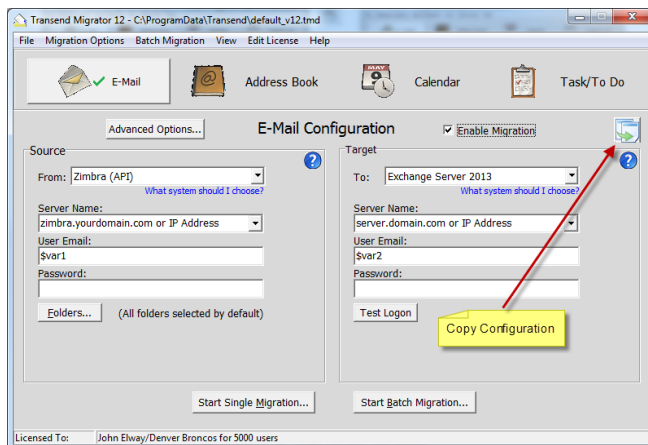 Transend Migrator 12 - C:\ProgramData\Transend\default_v12.tmd
File Migration Options Batch Migration View Edit License Help
E-Mail
Address Book
MAY
Calendar
Task/To Do
Advanced Options...
E-Mail Configuration
Enable Migration
Source
From: Zimbra (API)
What system should I choose?
Server Name:
zimbra.yourdomain.com or IP Address
User Email:
$var1
Password:
Folders... (All folders selected by default)
Target
To: Exchange Server 2013
What system should I choose?
Server Name:
server.domain.com or IP Address
User Email:
$var2
Password:
Test Logon
Copy Configuration
Start Single Migration...
Start Batch Migration...
Licensed To: John Elway/Denver Broncos for 5000 users